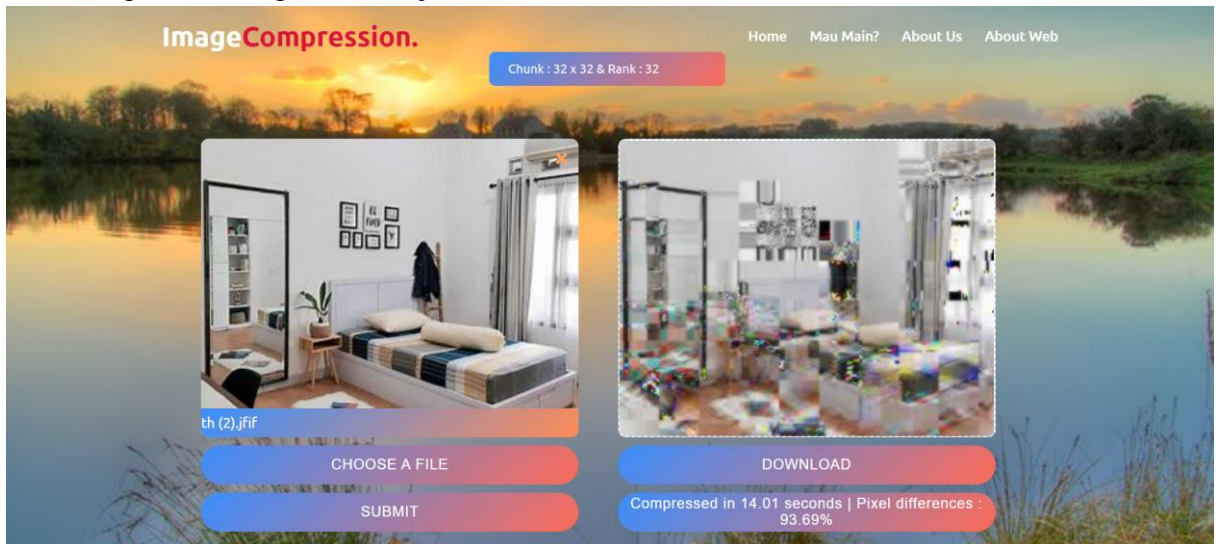 ImageCompression.
Home Mau Main? About Us About Web
Chunk : 32 x 32 & Rank : 32
th (2).jfif
CHOOSE A FILE
DOWNLOAD
SUBMIT
Compressed in 14.01 seconds | Pixel differences :
93.69%